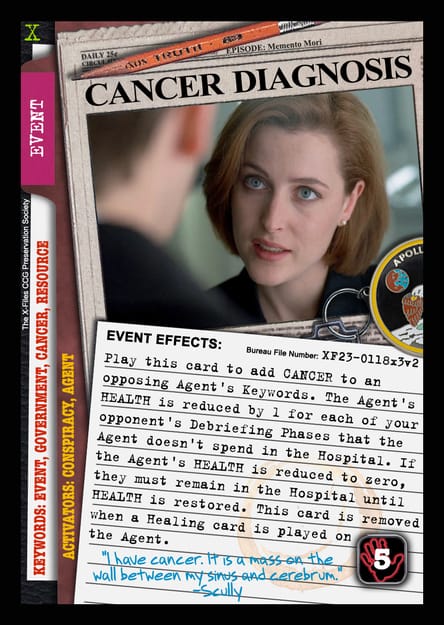 X
DAILY 25¢
EPISODE: Memento Mori
CANCER DIAGNOSIS
EVENT
The X-Files CCG Preservation Society
KEYWORDS: EVENT, GOVERNMENT, CANCER, RESOURCE
ACTIVATORS: CONSPIRACY, AGENT
APOLL
EVENT EFFECTS:
Bureau File Number: XF23-0118x3v2
Play this card to add CANCER to an
opposing Agent's Keywords. The Agent's
HEALTH is reduced by 1 for each of your
opponent's Debriefing Phases that the
Agent doesn't spend in the Hospital. If
the Agent's HEALTH is reduced to zero,
they must remain in the Hospital until
HEALTH is restored. This card is removed
when a Healing card is played on
the Agent.
5
"I have cancer. It is a mass on the
wall between my sinus and cerebrum."
-Scully